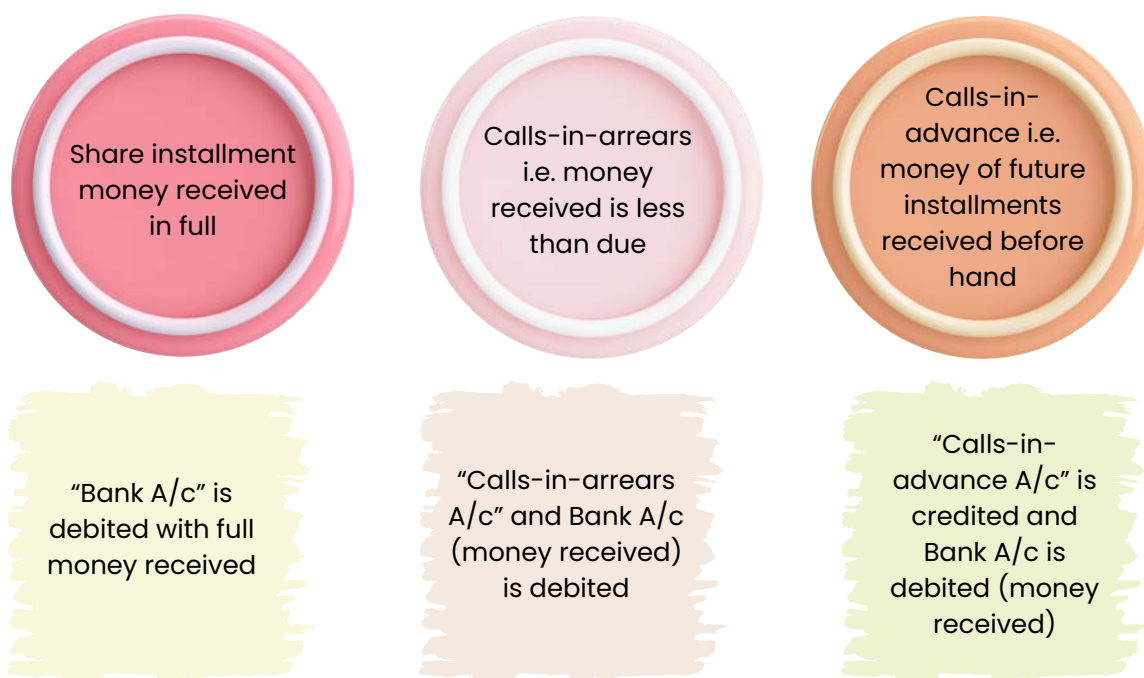 Share installment
money received
in full
Calls-in-arrears
i.e. money
received is less
than due
Calls-in-
advance i.e.
money of future
installments
received before
hand
“Bank A/c” is
debited with full
money received
“Calls-in-arrears
A/c” and Bank A/c
(money received)
is debited
“Calls-in-
advance A/c” is
credited and
Bank A/c is
debited (money
received)